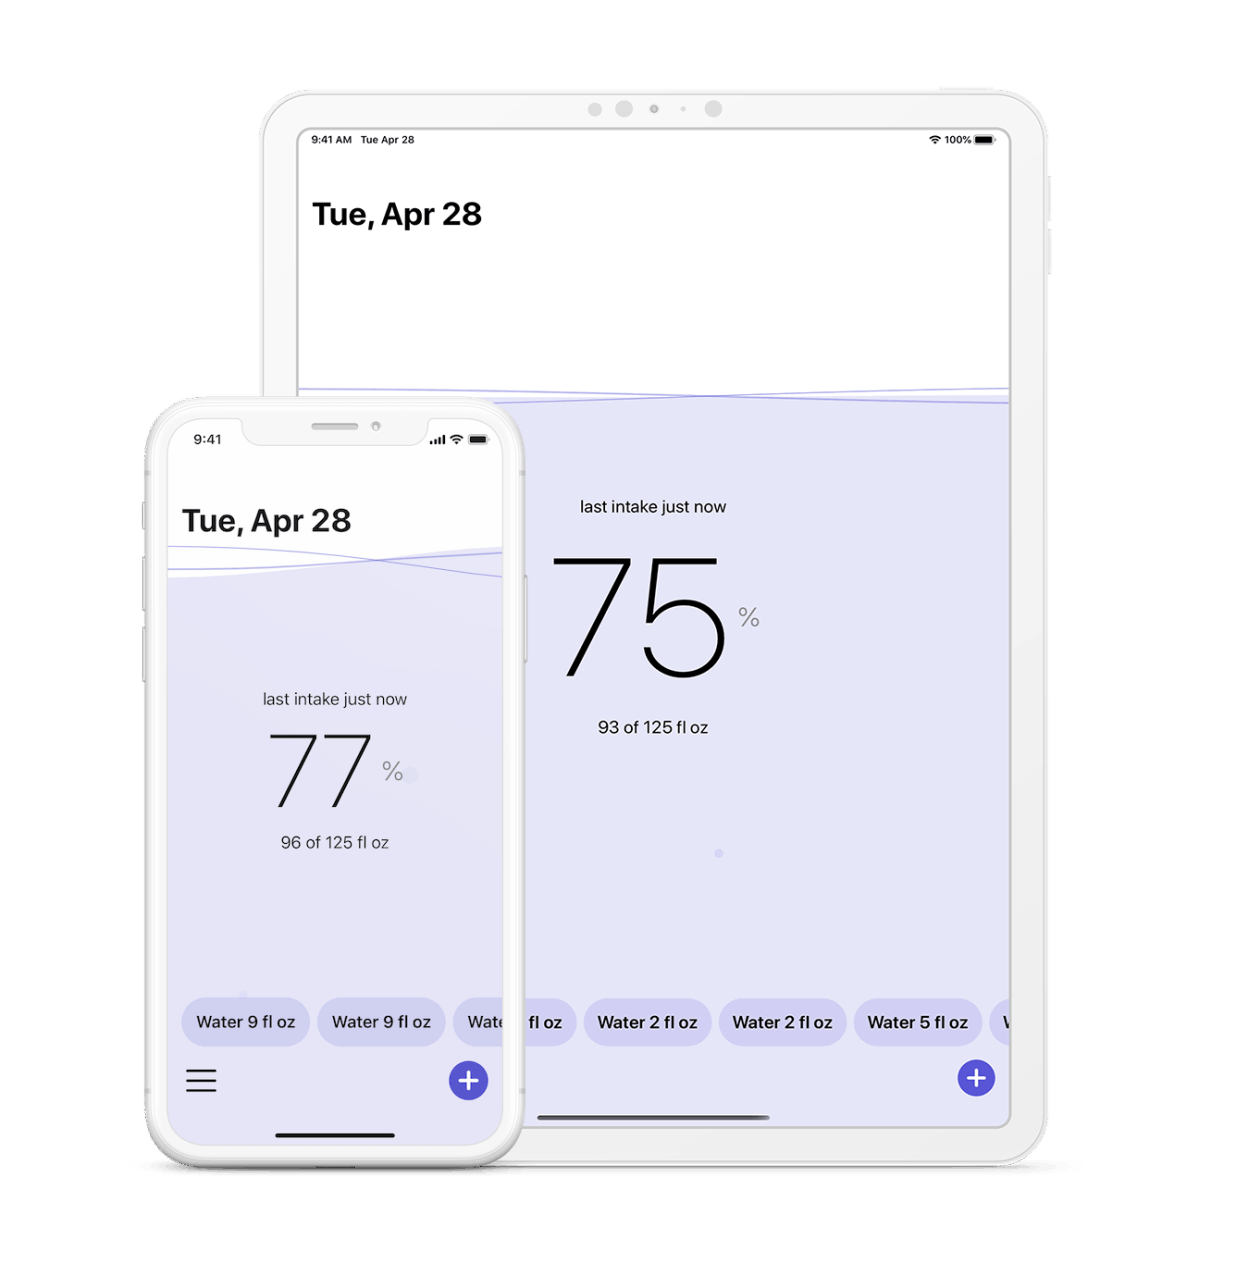 9:41 AM Tue Apr 28
100%
Tue, Apr 28
last intake just now
75 %
93 of 125 fl oz
fl oz
Water 2 fl oz
Water 2 fl oz
Water 5 fl oz
9:41
Tue, Apr 28
last intake just now
77 %
96 of 125 fl oz
Water 9 fl oz
Water 9 fl oz